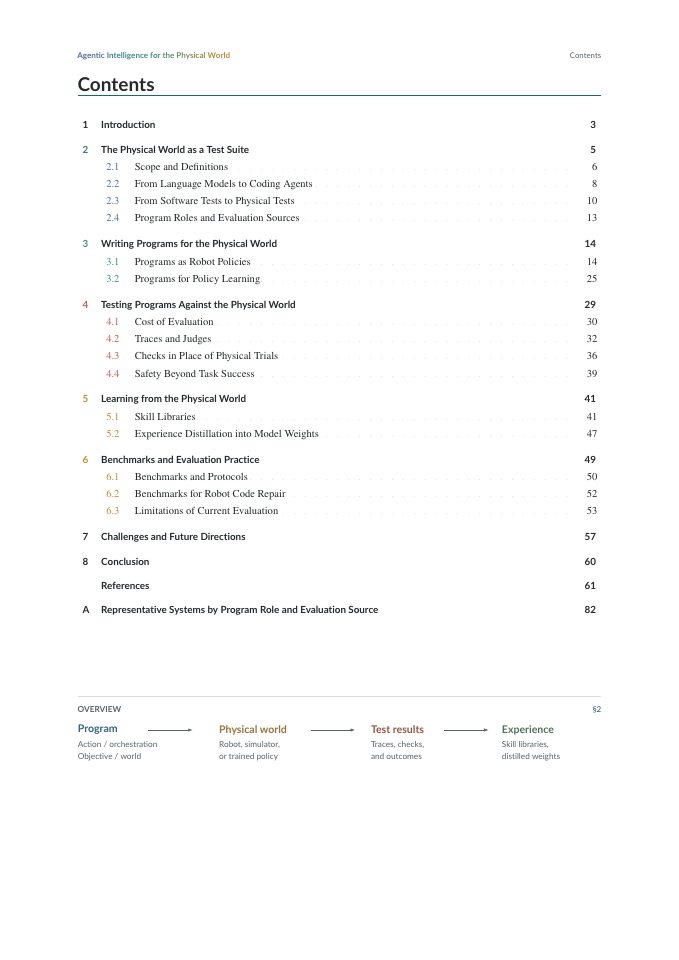 Agentic Intelligence for the Physical World Contents
Contents
1 Introduction 3
2 The Physical World as a Test Suite 5
2.1 Scope and Definitions 6
2.2 From Language Models to Coding Agents 8
2.3 From Software Tests to Physical Tests 10
2.4 Program Roles and Evaluation Sources 13
3 Writing Programs for the Physical World 14
3.1 Programs as Robot Policies 14
3.2 Programs for Policy Learning 25
4 Testing Programs Against the Physical World 29
4.1 Cost of Evaluation 30
4.2 Traces and Judges 32
4.3 Checks in Place of Physical Trials 36
4.4 Safety Beyond Task Success 39
5 Learning from the Physical World 41
5.1 Skill Libraries 41
5.2 Experience Distillation into Model Weights 47
6 Benchmarks and Evaluation Practice 49
6.1 Benchmarks and Protocols 50
6.2 Benchmarks for Robot Code Repair 52
6.3 Limitations of Current Evaluation 53
7 Challenges and Future Directions 57
8 Conclusion 60
References 61
A Representative Systems by Program Role and Evaluation Source 82
OVERVIEW §2
Program Physical world Test results Experience
Action / orchestration Robot, simulator, Traces, checks, Skill libraries,
Objective / world or trained policy and outcomes distilled weights